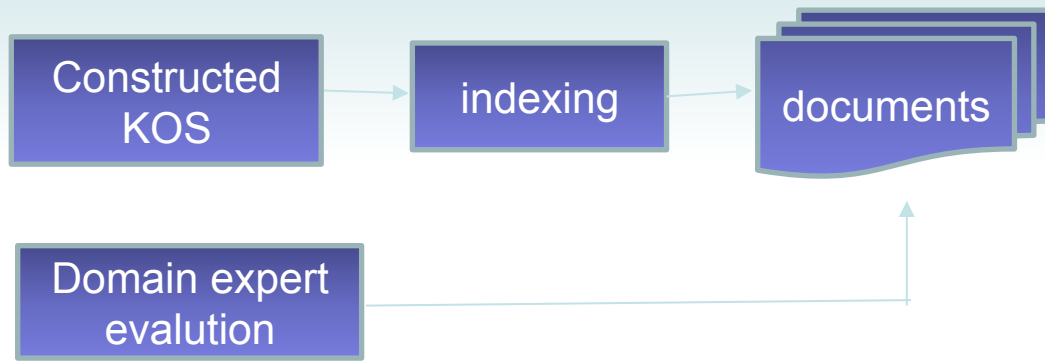 Constructed
KOS
indexing
documents
Domain expert
evalution